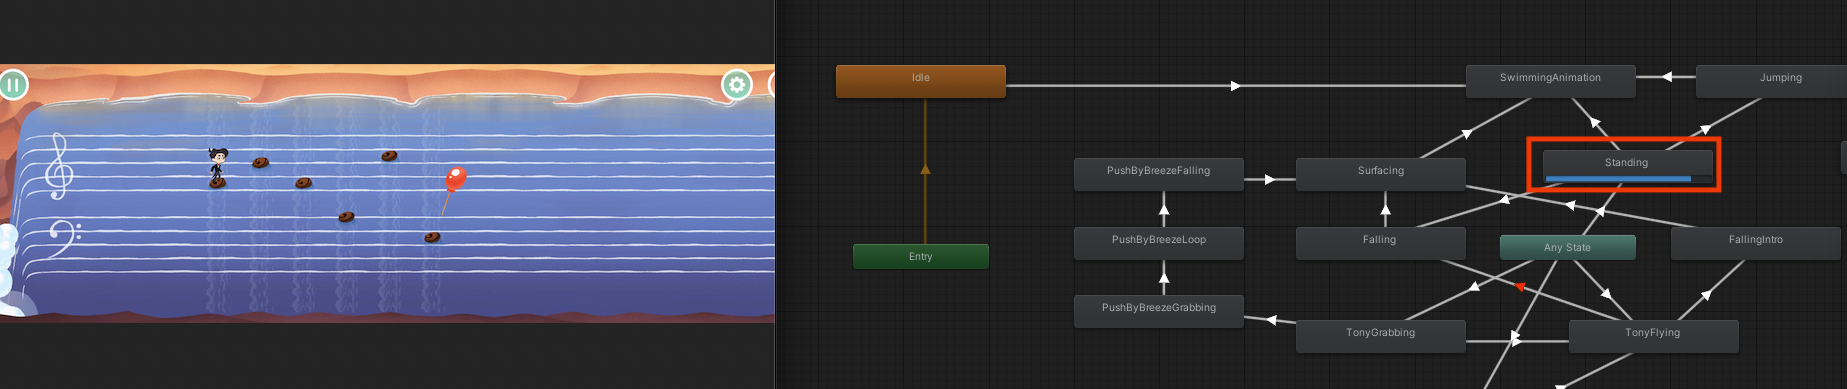 Idle
SwimmingAnimation
Jumping
Standing
PushByBreezeFalling
Surfacing
PushByBreezeLoop
Falling
Any State
FallingIntro
Entry
PushByBreezeGrabbing
TonyGrabbing
TonyFlying